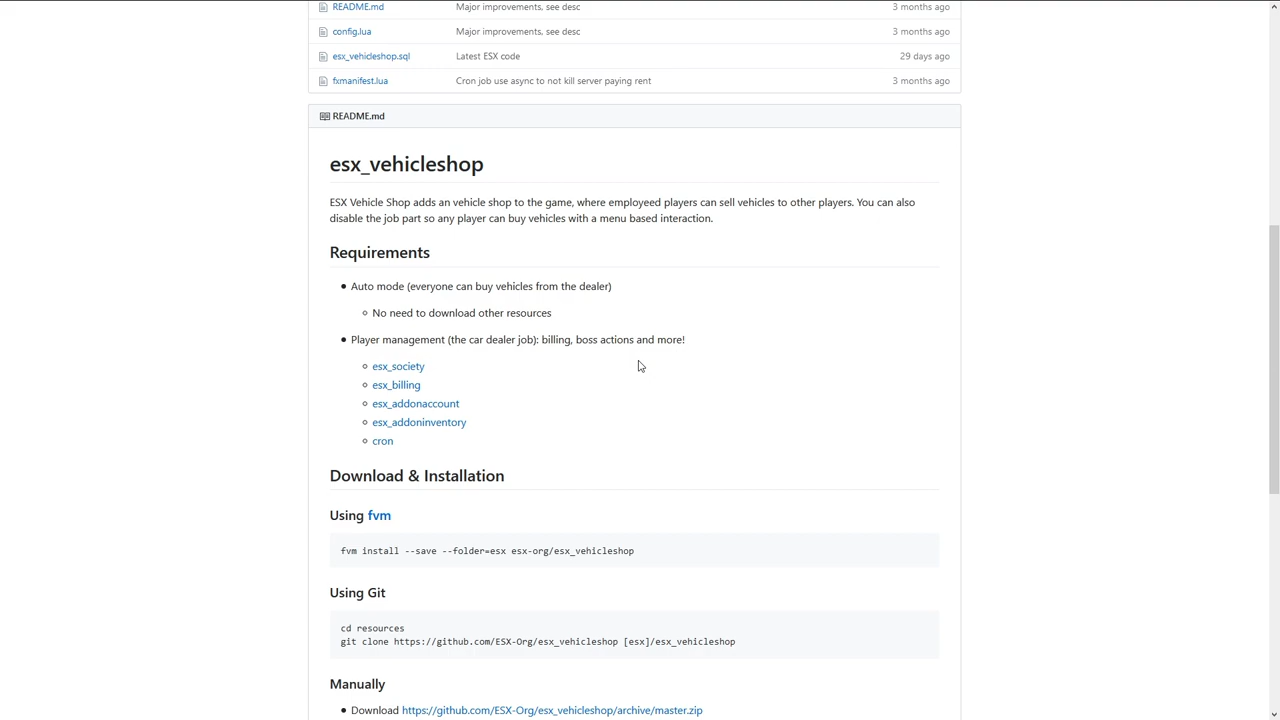 README.md Major improvements, see desc 3 months ago
config.lua Major improvements, see desc 3 months ago
esx_vehicleshop.sql Latest ESX code 29 days ago
fxmanifest.lua Cron job use async to not kill server paying rent 3 months ago
README.md
esx_vehicleshop
ESX Vehicle Shop adds an vehicle shop to the game, where employeed players can sell vehicles to other players. You can also
disable the job part so any player can buy vehicles with a menu based interaction.
Requirements
Auto mode (everyone can buy vehicles from the dealer)
No need to download other resources
Player management (the car dealer job): billing, boss actions and more!
esx_society
esx_billing
esx_addonaccount
esx_addoninventory
cron
Download & Installation
Using fvm
fvm install --save --folder=esx esx-org/esx_vehicleshop
Using Git
cd resources
git clone https://github.com/ESX-Org/esx_vehicleshop [esx]/esx_vehicleshop
Manually
Download https://github.com/ESX-Org/esx_vehicleshop/archive/master.zip